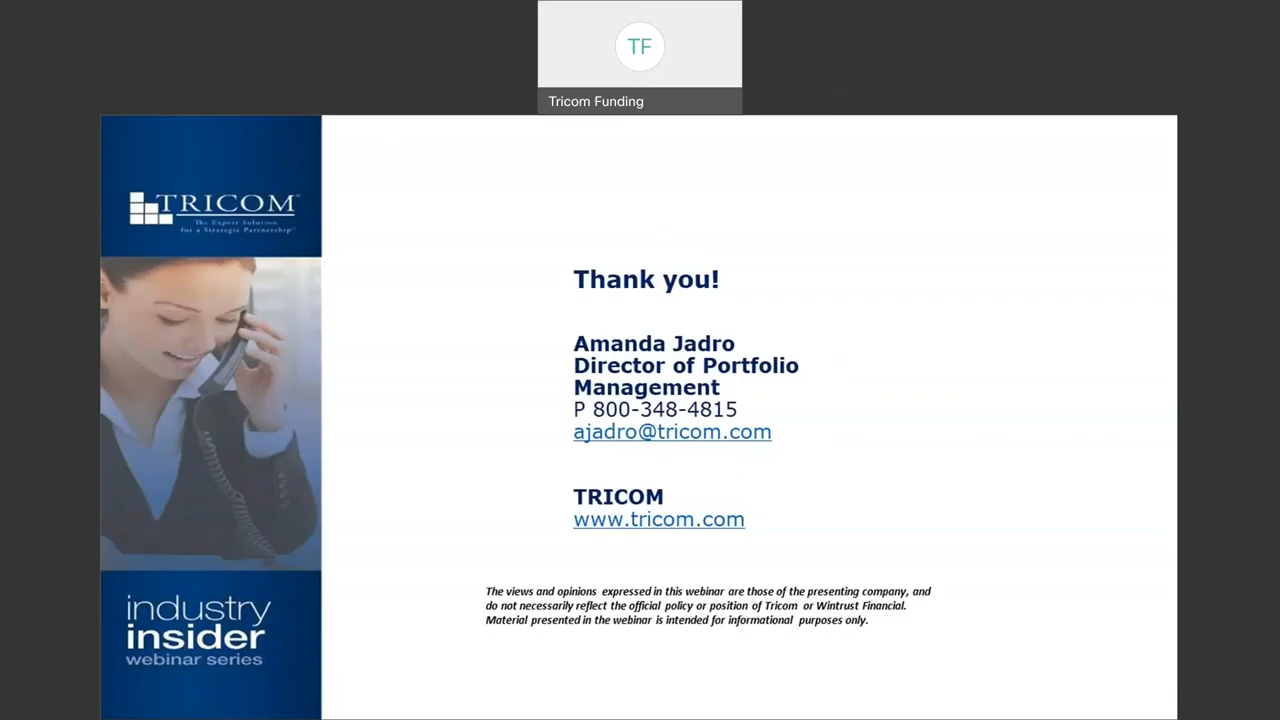 TF
Tricom Funding
TRICOM
The Expert Solution
for a Strategic Partnership
Thank you!
Amanda Jadro
Director of Portfolio
Management
P 800-348-4815
ajadro@tricom.com
TRICOM
www.tricom.com
The views and opinions expressed in this webinar are those of the presenting company, and
do not necessarily reflect the official policy or position of Tricom or Wintrust Financial.
Material presented in the webinar is intended for informational purposes only.
industry
insider
webinar series